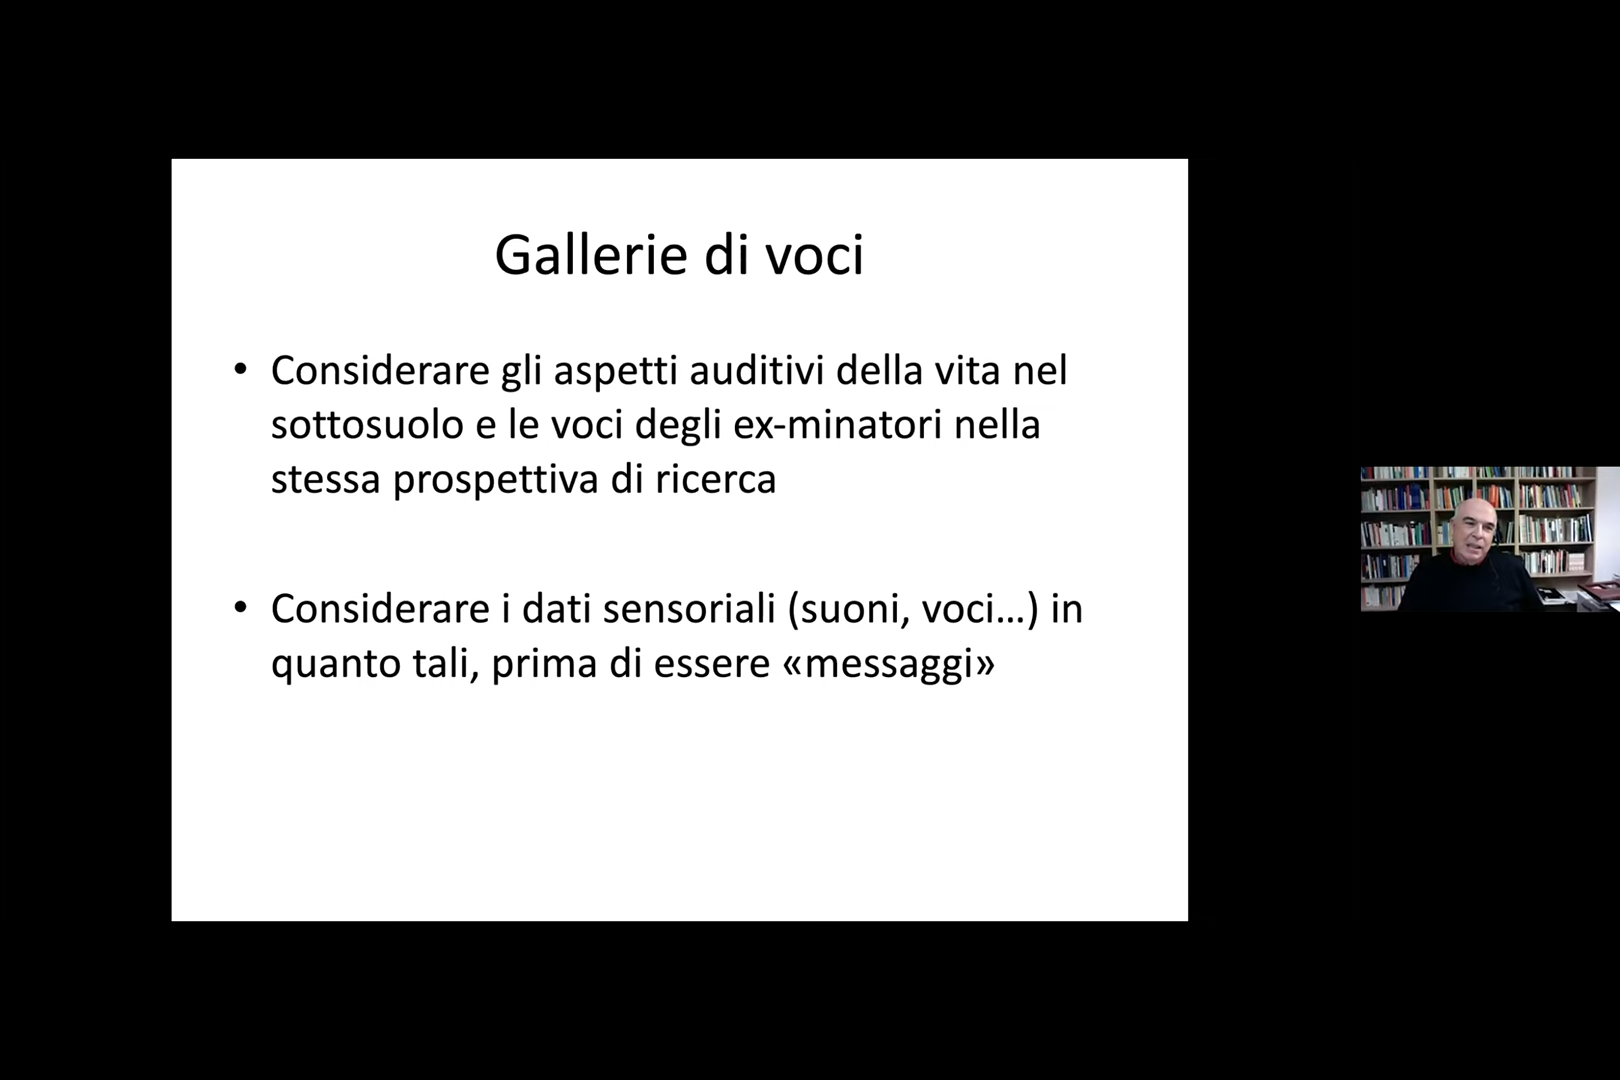 Gallerie di voci
• Considerare gli aspetti auditivi della vita nel
sottosuolo e le voci degli ex-minatori nella
stessa prospettiva di ricerca
• Considerare i dati sensoriali (suoni, voci…) in
quanto tali, prima di essere «messaggi»